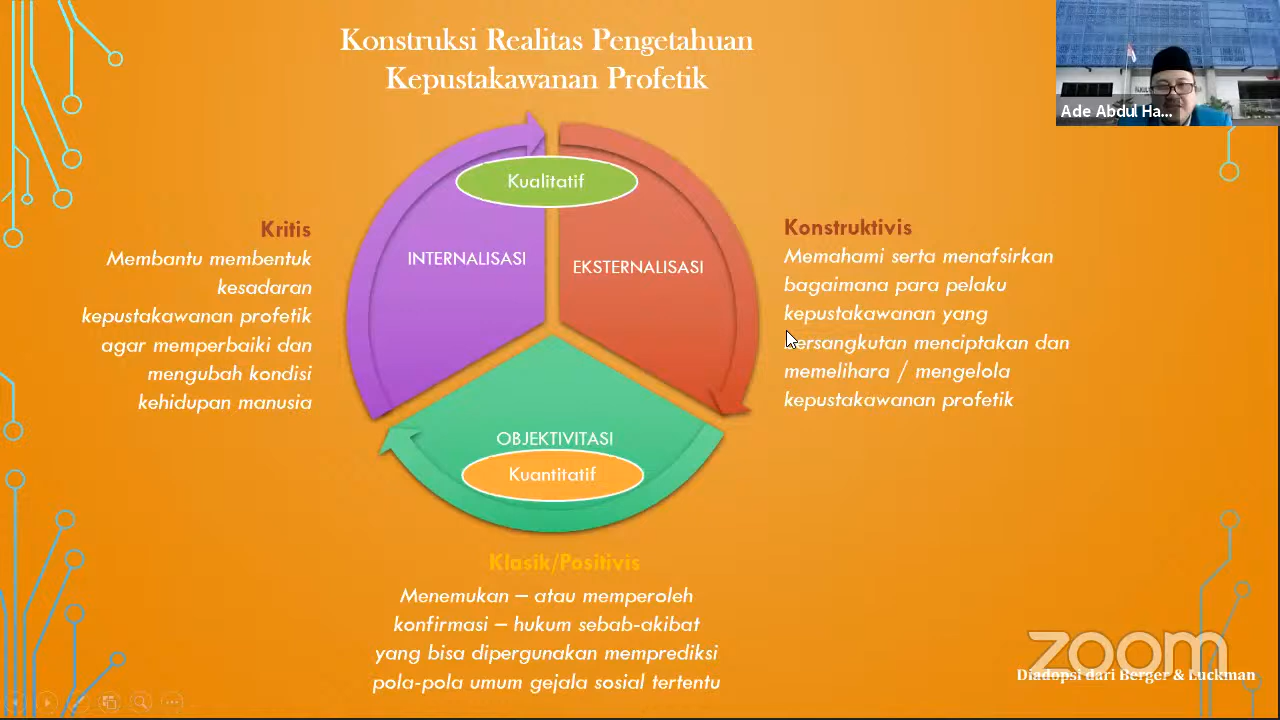 Konstruksi Realitas Pengetahuan
Kepustakawanan Profetik
Ade Abdul Ha...
Kualitatif
INTERNALISASI
EKSTERNALISASI
OBJEKTIVITASI
Kuantitatif
Kritis
Membantu membentuk
kesadaran
kepustakawanan profetik
agar memperbaiki dan
mengubah kondisi
kehidupan manusia
Konstruktivis
Memahami serta menafsirkan
bagaimana para pelaku
kepustakawanan yang
bersangkutan menciptakan dan
memelihara / mengelola
kepustakawanan profetik
Klasik/Positivis
Menemukan – atau memperoleh
konfirmasi – hukum sebab-akibat
yang bisa dipergunakan memprediksi
pola-pola umum gejala sosial tertentu
zoom
Diadopsi dari Berger & Luckman